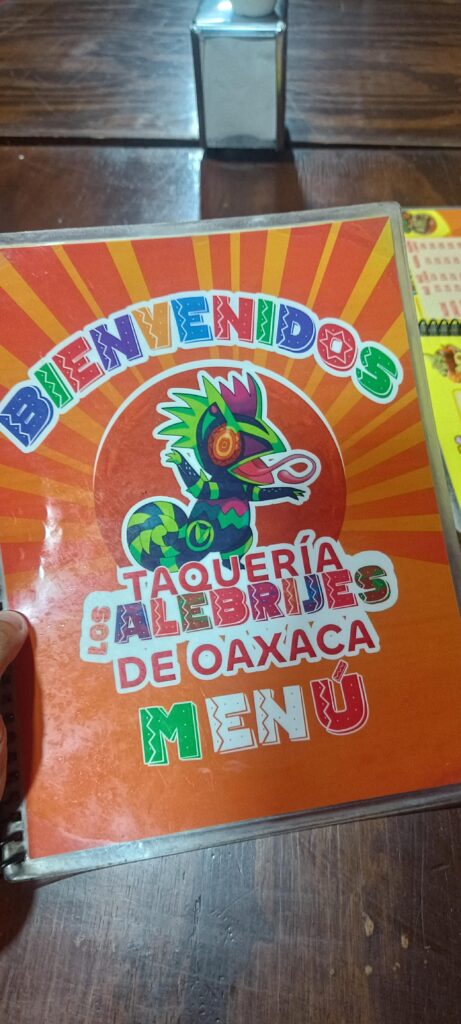 BIENVENIDOS
TAQUERÍA
LOS ALEBRIJES
DE OAXACA
MENÚ